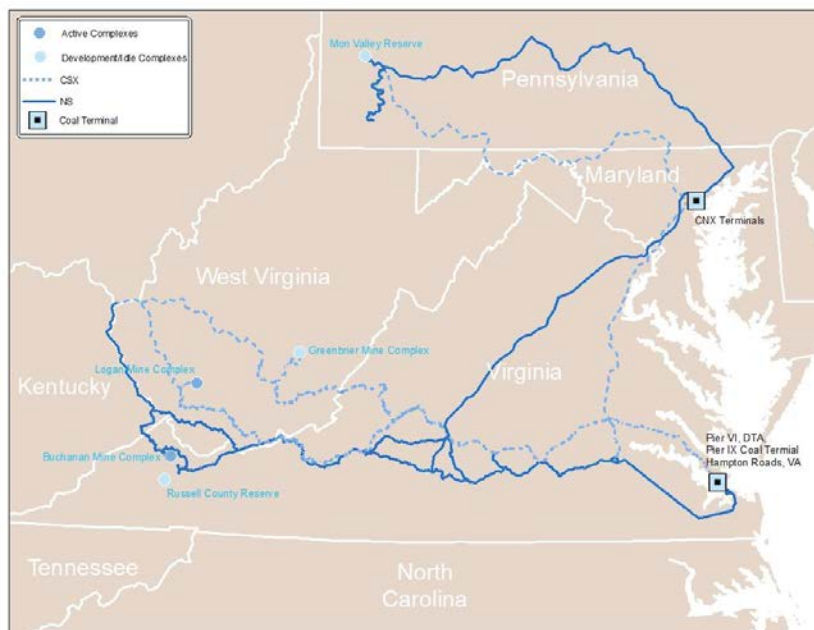 Active Complexes
Development/Idle Complexes
CSX
NS
Coal Terminal
Mon Valley Reserve
Pennsylvania
Maryland
CNX Terminals
West Virginia
Greenbrier Mine Complex
Logan Mine Complex
Kentucky
Virginia
Buchanan Mine Complex
Russell County Reserve
Pier VI, DTA,
Pier IX Coal Termial
Hampton Roads, VA
Tennessee
North
Carolina